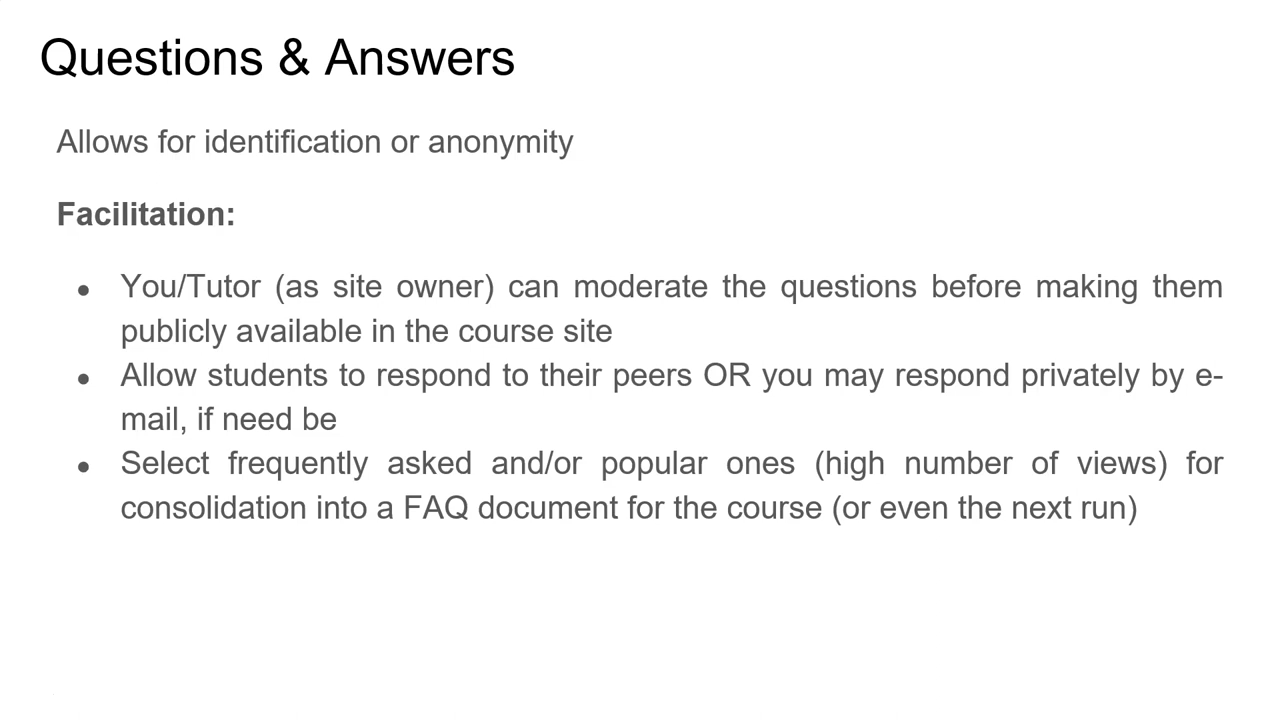 Questions & Answers
Allows for identification or anonymity
Facilitation:
● You/Tutor (as site owner) can moderate the questions before making them
publicly available in the course site
● Allow students to respond to their peers OR you may respond privately by e-
mail, if need be
● Select frequently asked and/or popular ones (high number of views) for
consolidation into a FAQ document for the course (or even the next run)